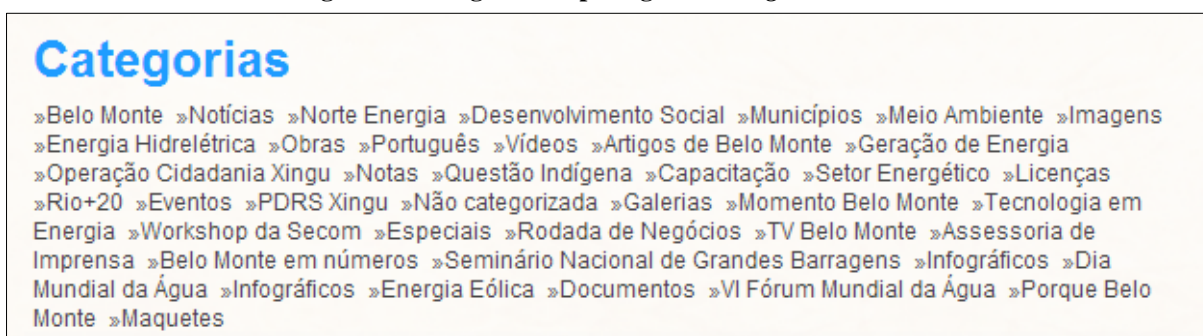 Categorias
»Belo Monte »Notícias »Norte Energia »Desenvolvimento Social »Municípios »Meio Ambiente »Imagens
»Energia Hidrelétrica »Obras »Português »Vídeos »Artigos de Belo Monte »Geração de Energia
»Operação Cidadania Xingu »Notas »Questão Indígena »Capacitação »Setor Energético »Licenças
»Rio+20 »Eventos »PDRS Xingu »Não categorizada »Galerias »Momento Belo Monte »Tecnologia em
Energia »Workshop da Secom »Especiais »Rodada de Negócios »TV Belo Monte »Assessoria de
Imprensa »Belo Monte em números »Seminário Nacional de Grandes Barragens »Infográficos »Dia
Mundial da Água »Infográficos »Energia Eólica »Documentos »VI Fórum Mundial da Água »Porque Belo
Monte »Maquetes